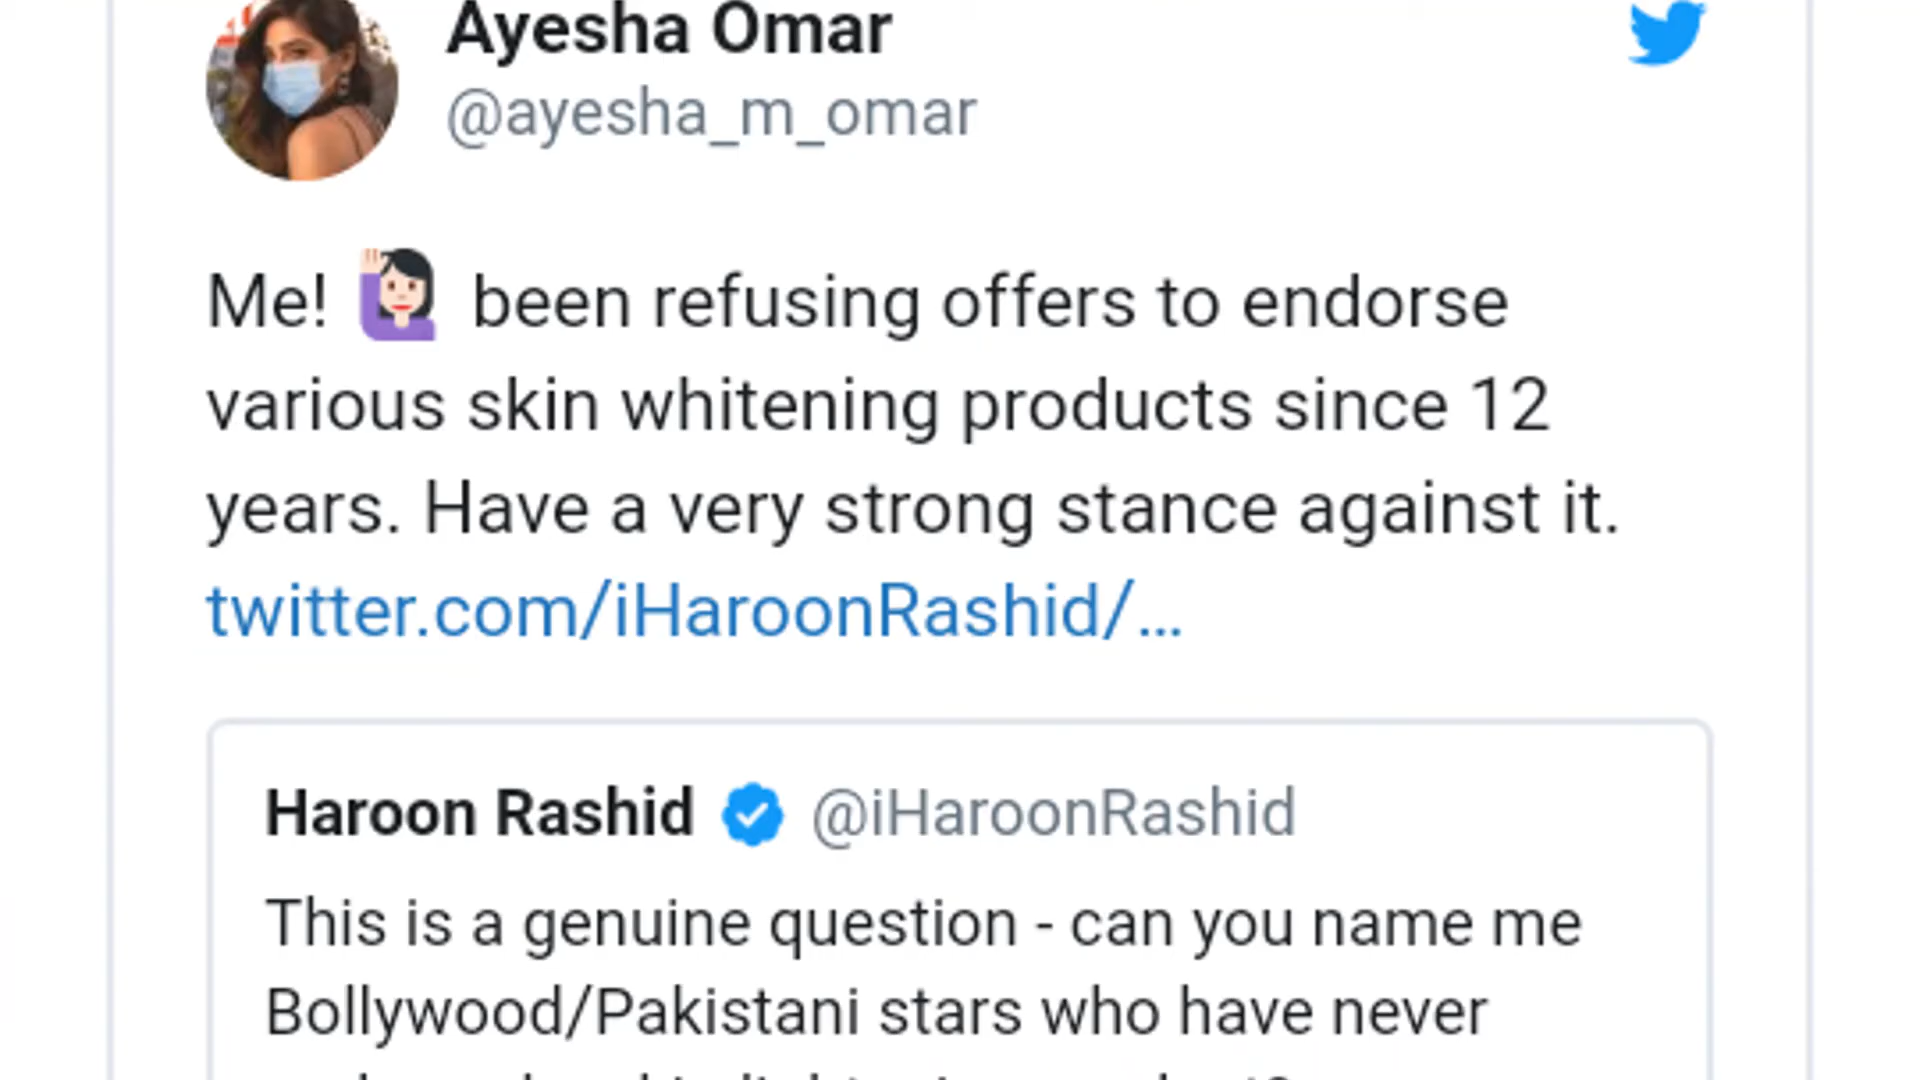 Ayesha Omar
@ayesha_m_omar
Me! 🙋🏻‍♀️ been refusing offers to endorse
various skin whitening products since 12
years. Have a very strong stance against it.
twitter.com/iHaroonRashid/...
Haroon Rashid @iHaroonRashid
This is a genuine question - can you name me
Bollywood/Pakistani stars who have never